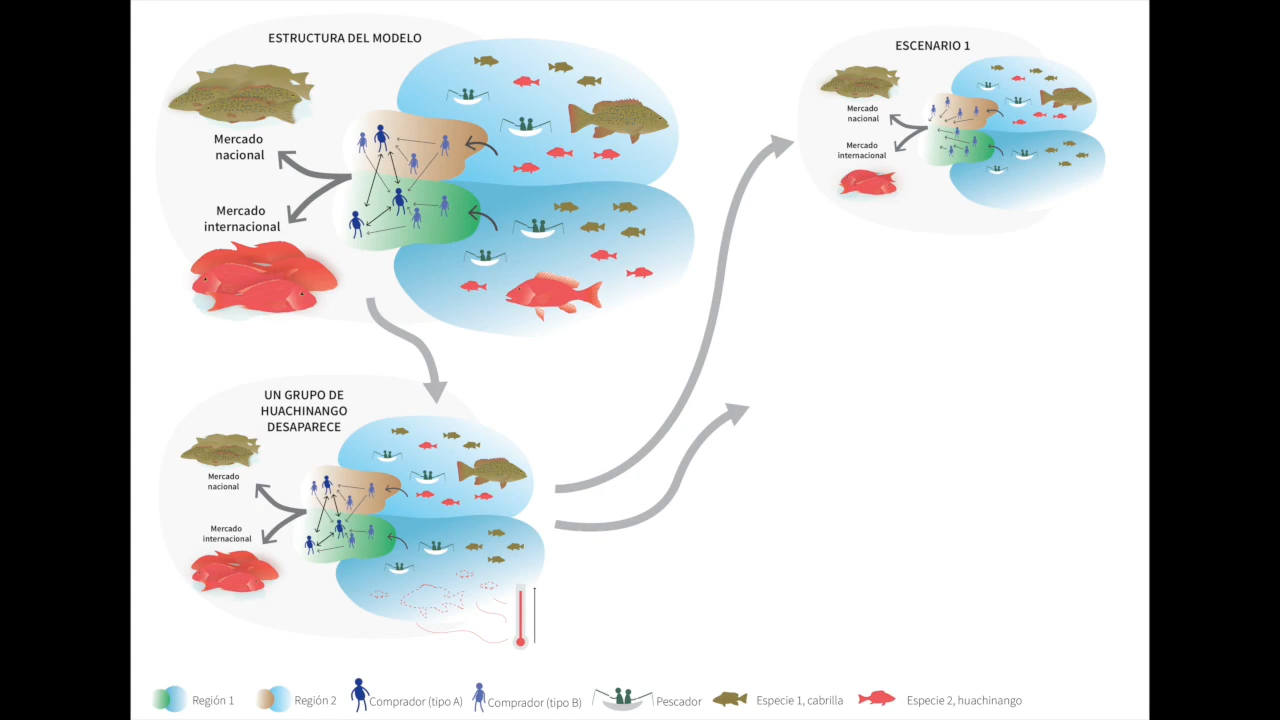 ESTRUCTURA DEL MODELO
Mercado
nacional
Mercado
internacional
ESCENARIO 1
Mercado
nacional
Mercado
internacional
UN GRUPO DE
HUACHINANGO
DESAPARECE
Mercado
nacional
Mercado
internacional
Región 1
Región 2
Comprador (tipo A)
Comprador (tipo B)
Pescador
Especie 1, cabrilla
Especie 2, huachinango